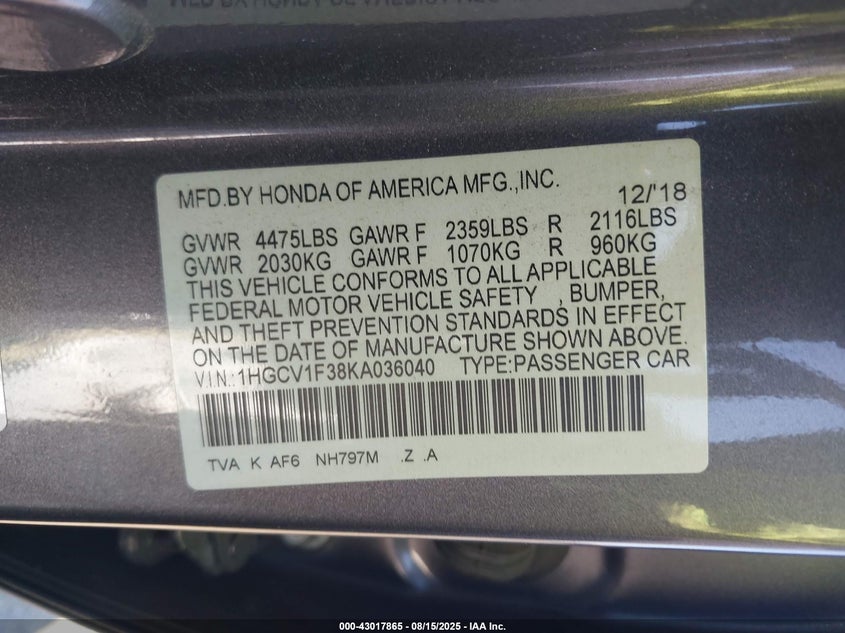 MFD.BY HONDA OF AMERICA MFG.,INC. 12/'18
GVWR 4475LBS GAWR F 2359LBS R 2116LBS
GVWR 2030KG GAWR F 1070KG R 960KG
THIS VEHICLE CONFORMS TO ALL APPLICABLE
FEDERAL MOTOR VEHICLE SAFETY , BUMPER,
AND THEFT PREVENTION STANDARDS IN EFFECT
ON THE DATE OF MANUFACTURE SHOWN ABOVE.
V.I.N.:1HGCV1F38KA036040 TYPE:PASSENGER CAR
TVA K AF6 NH797M .Z .A
000-43017865 - 08/15/2025 - IAA Inc.